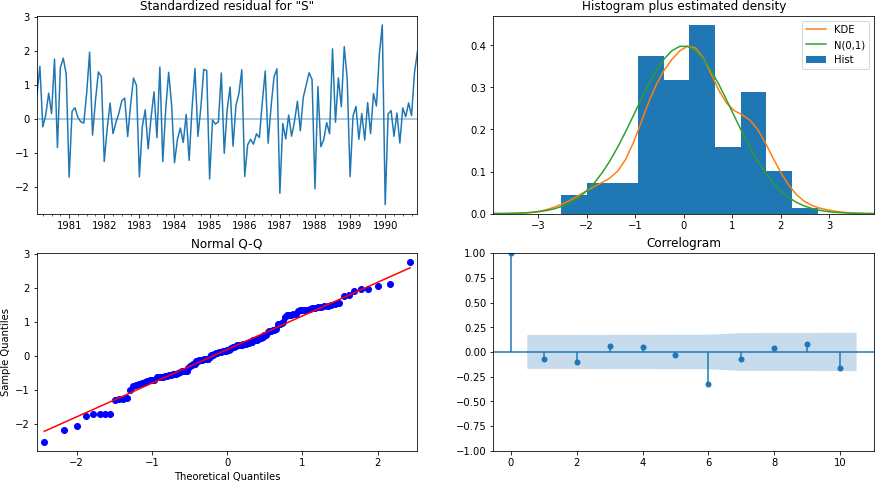 Standardized residual for "S"
3
2
1
0
−1
−2
1981 1982 1983 1984 1985 1986 1987 1988 1989 1990
Histogram plus estimated density
KDE
N(0,1)
Hist
0.4
0.3
0.2
0.1
0.0
−3 −2 −1 0 1 2 3
Normal Q-Q
Sample Quantiles
3
2
1
0
−1
−2
−2 −1 0 1 2
Theoretical Quantiles
Correlogram
1.00
0.75
0.50
0.25
0.00
−0.25
−0.50
−0.75
−1.00
0 2 4 6 8 10